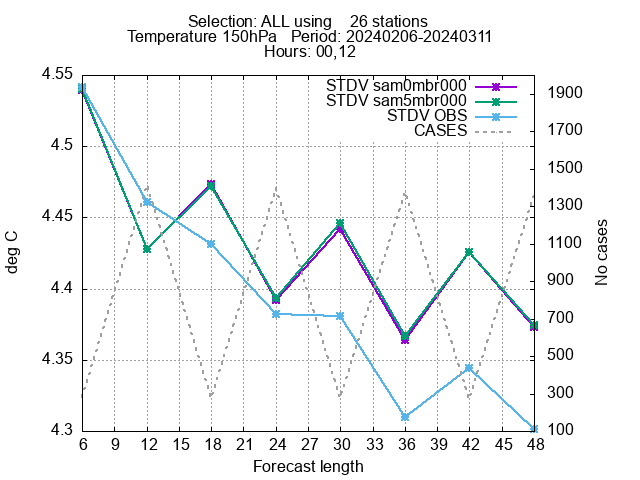 Selection: ALL using    26 stations
Temperature 150hPa   Period: 20240206-20240311
Hours: 00,12
STDV sam0mbr000
STDV sam5mbr000
STDV OBS
CASES
deg C
4.55
4.5
4.45
4.4
4.35
4.3
No cases
1900
1700
1500
1300
1100
900
700
500
300
100
6 9 12 15 18 21 24 27 30 33 36 39 42 45 48
Forecast length